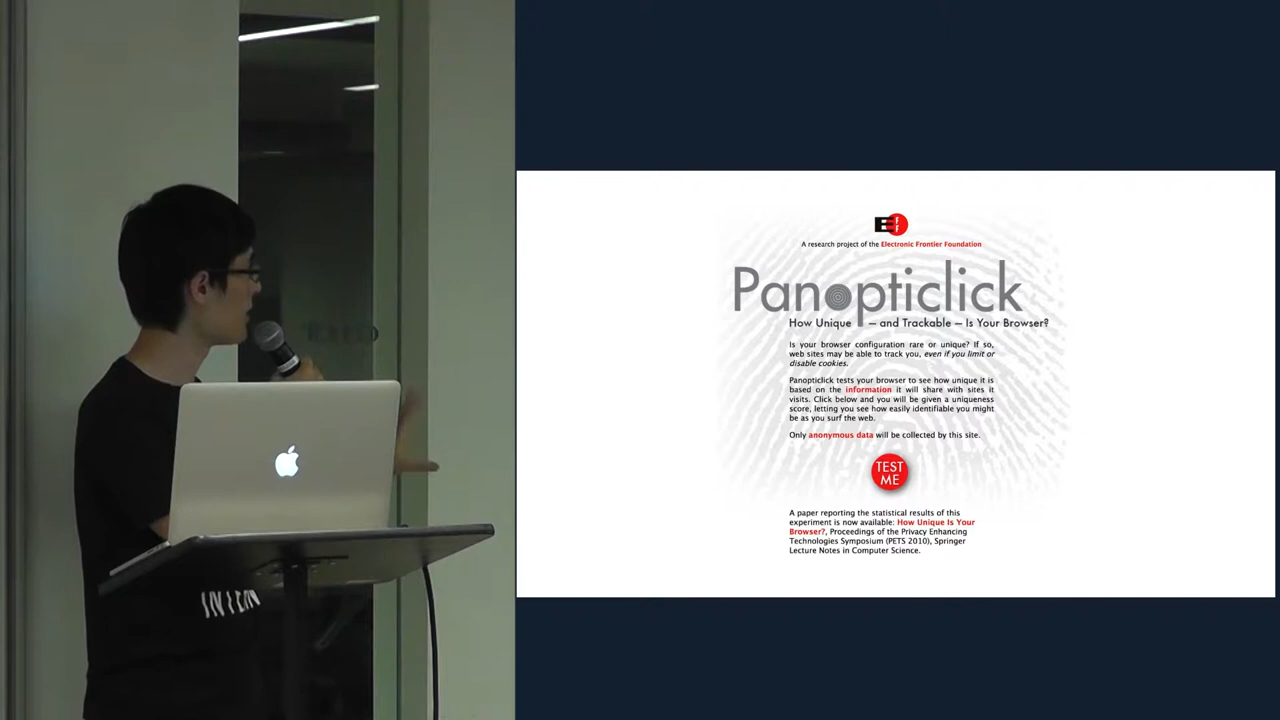 INTERN
EFF
A research project of the Electronic Frontier Foundation
Panopticlick
How Unique — and Trackable — Is Your Browser?
Is your browser configuration rare or unique? If so,
web sites may be able to track you, even if you limit or
disable cookies.
Panopticlick tests your browser to see how unique it is
based on the information it will share with sites it
visits. Click below and you will be given a uniqueness
score, letting you see how easily identifiable you might
be as you surf the web.
Only anonymous data will be collected by this site.
TEST
ME
A paper reporting the statistical results of this
experiment is now available: How Unique Is Your
Browser?, Proceedings of the Privacy Enhancing
Technologies Symposium (PETS 2010), Springer
Lecture Notes in Computer Science.